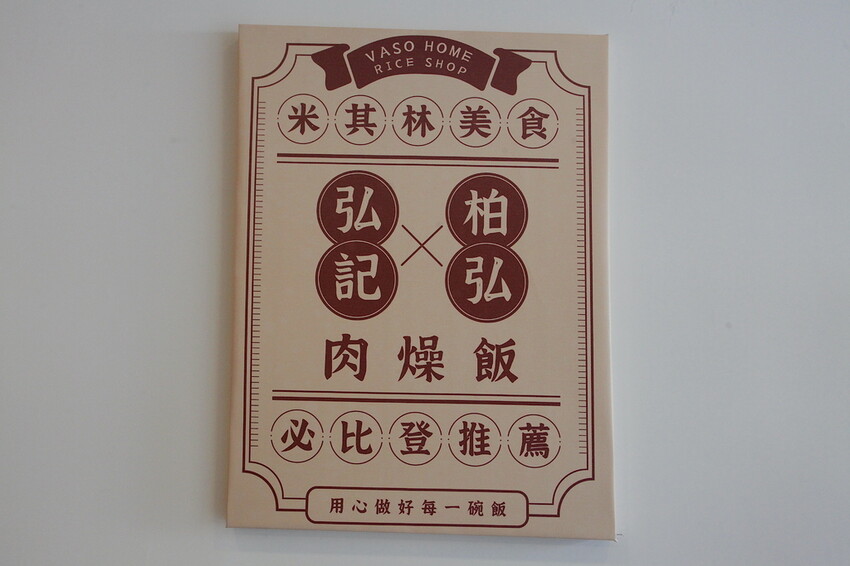 VASO HOME
RICE SHOP
米其林美食
弘記×柏弘
肉燥飯
必比登推薦
用心做好每一碗飯